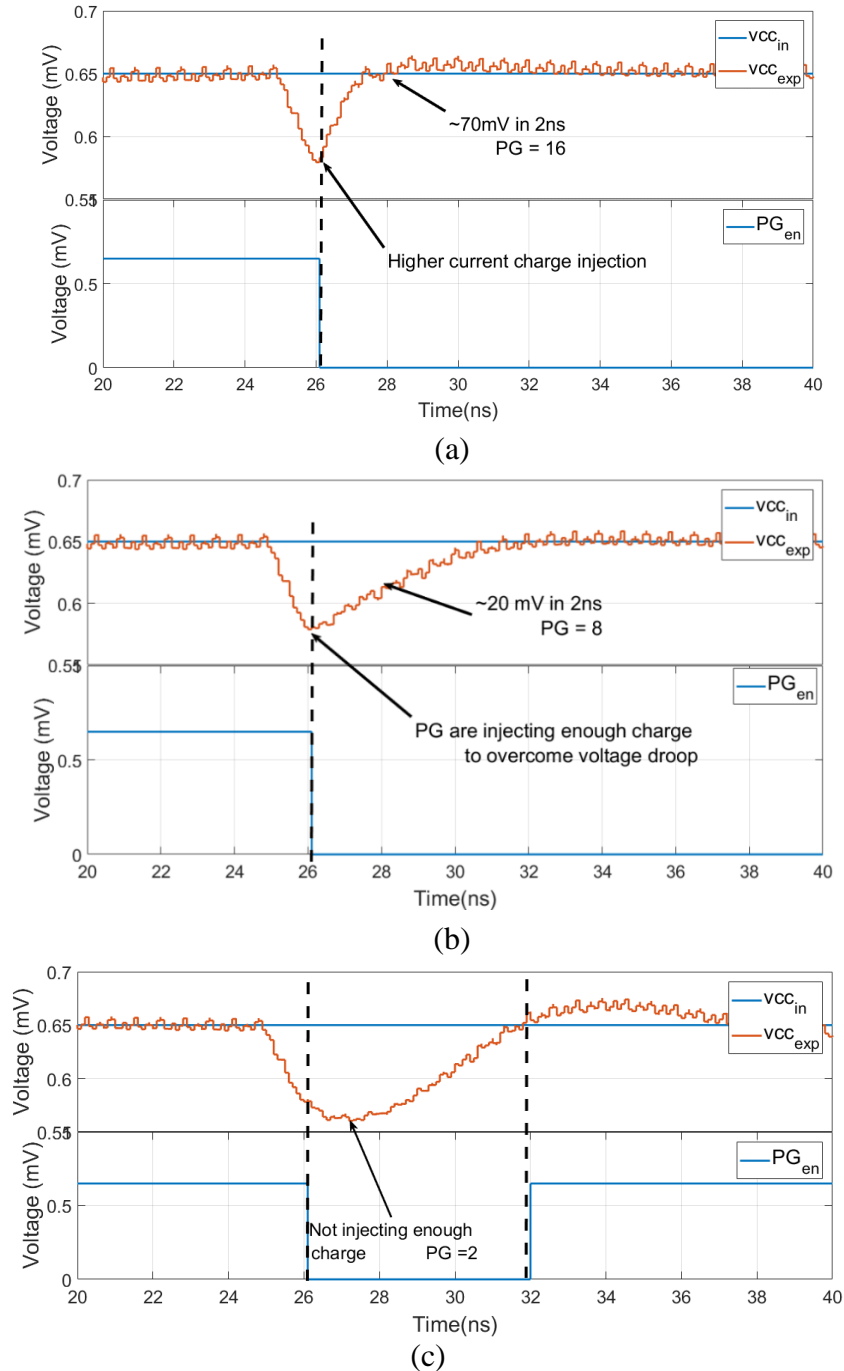 0.7
vcc_in
vcc_exp
0.65
Voltage (mV)
~70mV in 2ns
PG = 16
0.6
0.55
1
PG_en
Higher current charge injection
Voltage (mV)
0.5
0
20 22 24 26 28 30 32 34 36 38 40
Time(ns)
(a)
0.7
vcc_in
vcc_exp
0.65
Voltage (mV)
~20 mV in 2ns
PG = 8
0.6
0.55
1
PG_en
PG are injecting enough charge
to overcome voltage droop
Voltage (mV)
0.5
0
20 22 24 26 28 30 32 34 36 38 40
Time(ns)
(b)
0.7
vcc_in
vcc_exp
0.65
Voltage (mV)
0.6
0.55
1
PG_en
Voltage (mV)
0.5
Not injecting enough
charge PG =2
0
20 22 24 26 28 30 32 34 36 38 40
Time(ns)
(c)